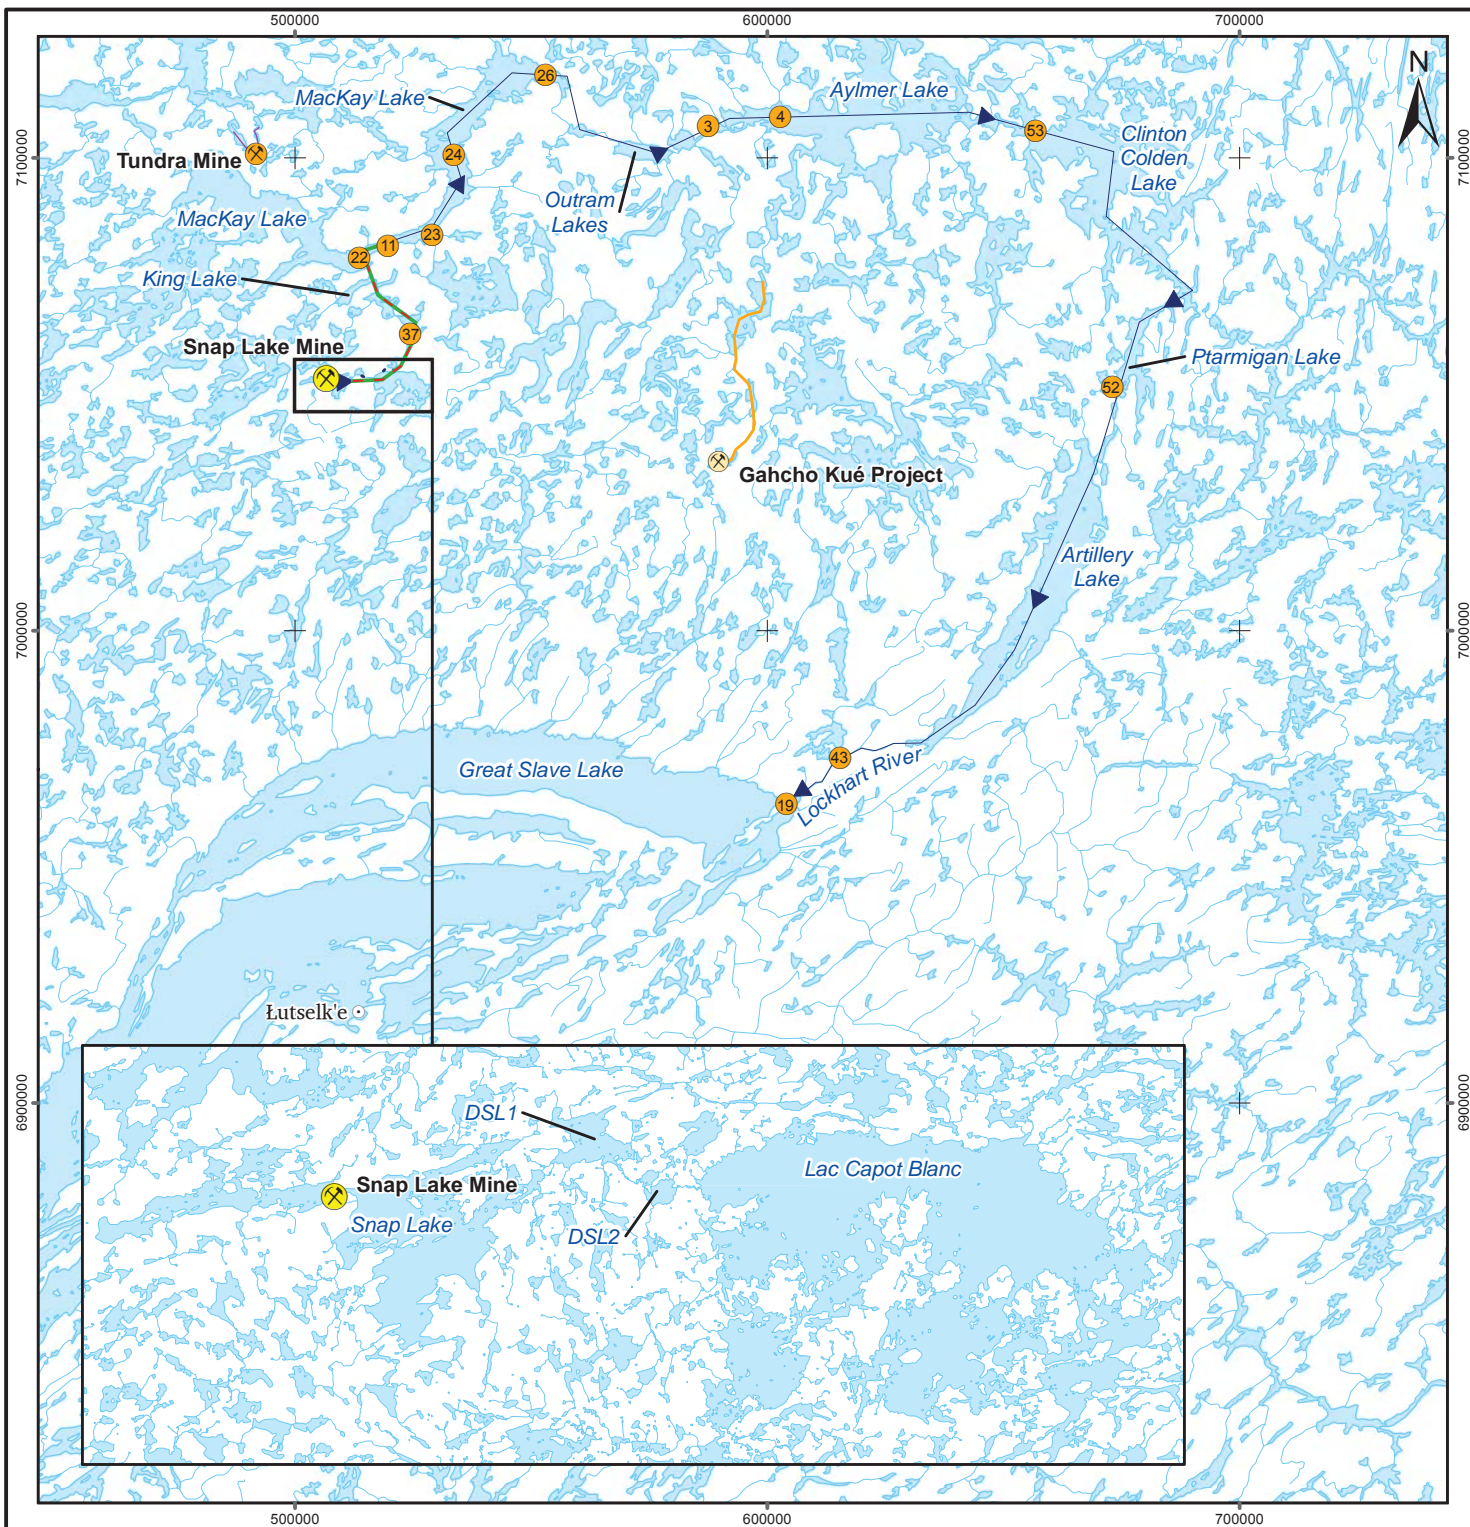 500000
600000
700000
N
26
MacKay Lake
Aylmer Lake
4
3
53
Clinton
Colden
Lake
7100000
7100000
Tundra Mine
24
Outram
Lakes
MacKay Lake
23
11
22
King Lake
37
Snap Lake Mine
Ptarmigan Lake
52
Gahcho Kué Project
Artillery
Lake
7000000
7000000
43
Great Slave Lake
Lockhart River
19
Łutselk'e
6900000
6900000
DSL1
Lac Capot Blanc
Snap Lake Mine
Snap Lake
DSL2
500000
600000
700000